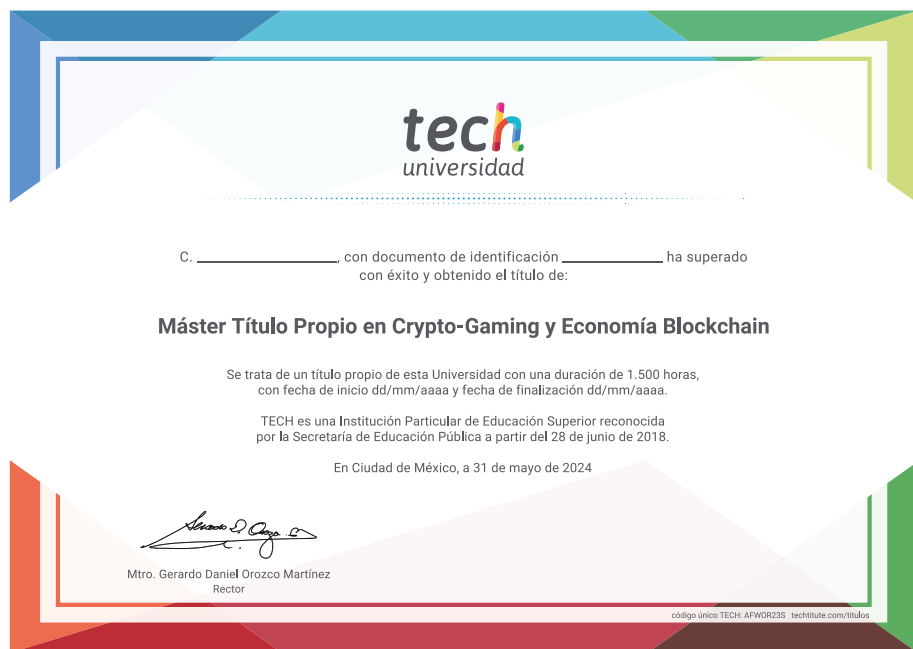 tech
universidad
C. ____________________, con documento de identificación ______________ ha superado
con éxito y obtenido el título de:
Máster Título Propio en Crypto-Gaming y Economía Blockchain
Se trata de un título propio de esta Universidad con una duración de 1.500 horas,
con fecha de inicio dd/mm/aaaa y fecha de finalización dd/mm/aaaa.
TECH es una Institución Particular de Educación Superior reconocida
por la Secretaría de Educación Pública a partir del 28 de junio de 2018.
En Ciudad de México, a 31 de mayo de 2024
Mtro. Gerardo Daniel Orozco Martínez
Rector
código único TECH: AFWOR23S techtitute.com/titulos